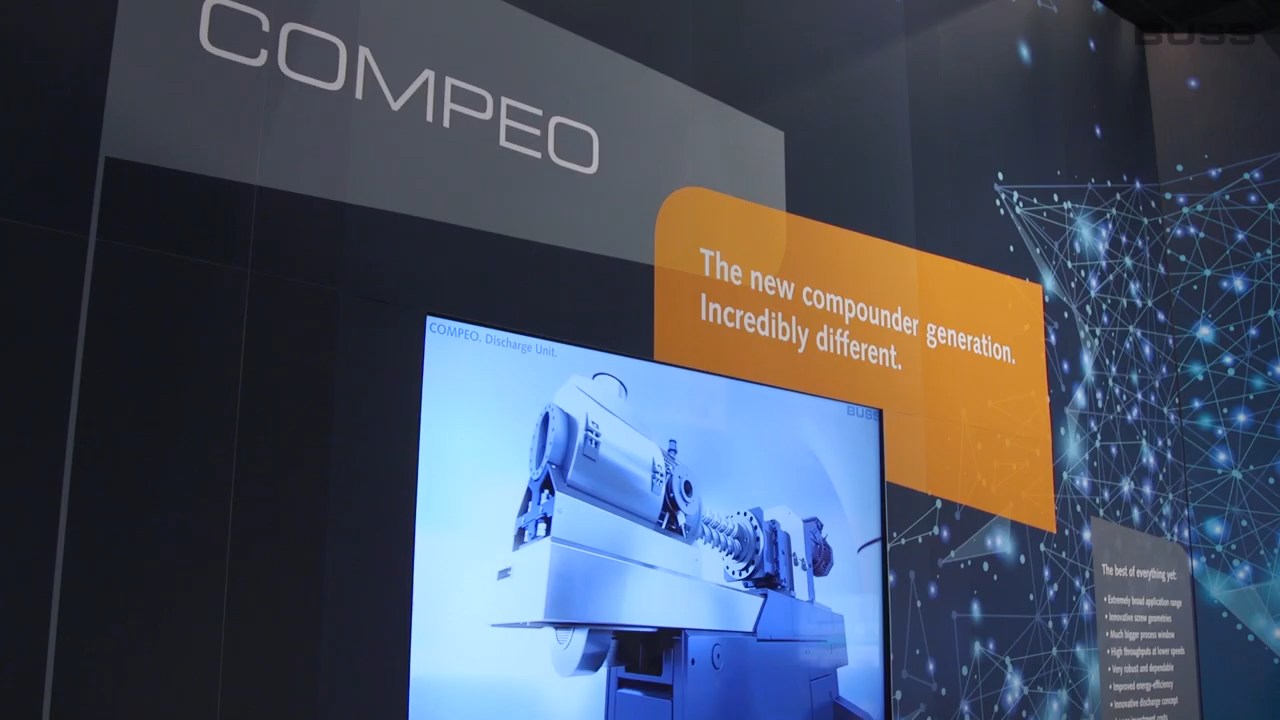 COMPEO
BUSS
The new compounder generation.
Incredibly different.
COMPEO. Discharge Unit.
BUSS
The best of everything yet:
• Extremely broad application range
• Innovative screw geometries
• Much bigger process window
• High throughputs at lower speeds
• Very robust and dependable
• Improved energy-efficiency
• Innovative discharge concept